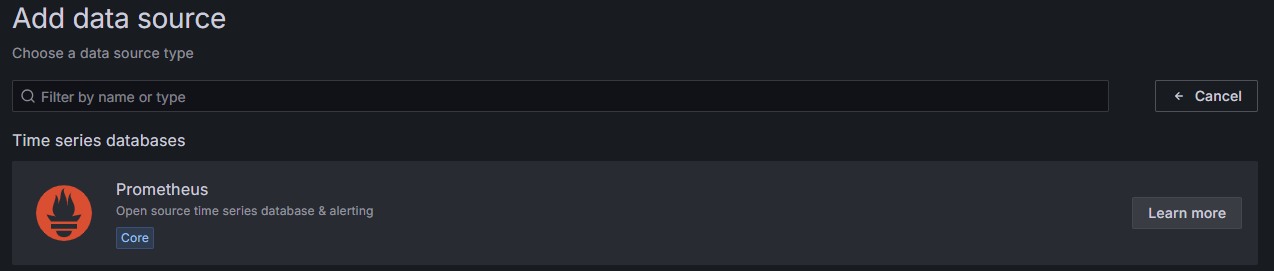 Add data source
Choose a data source type
Filter by name or type
Cancel
Time series databases
Prometheus
Open source time series database & alerting
Core
Learn more